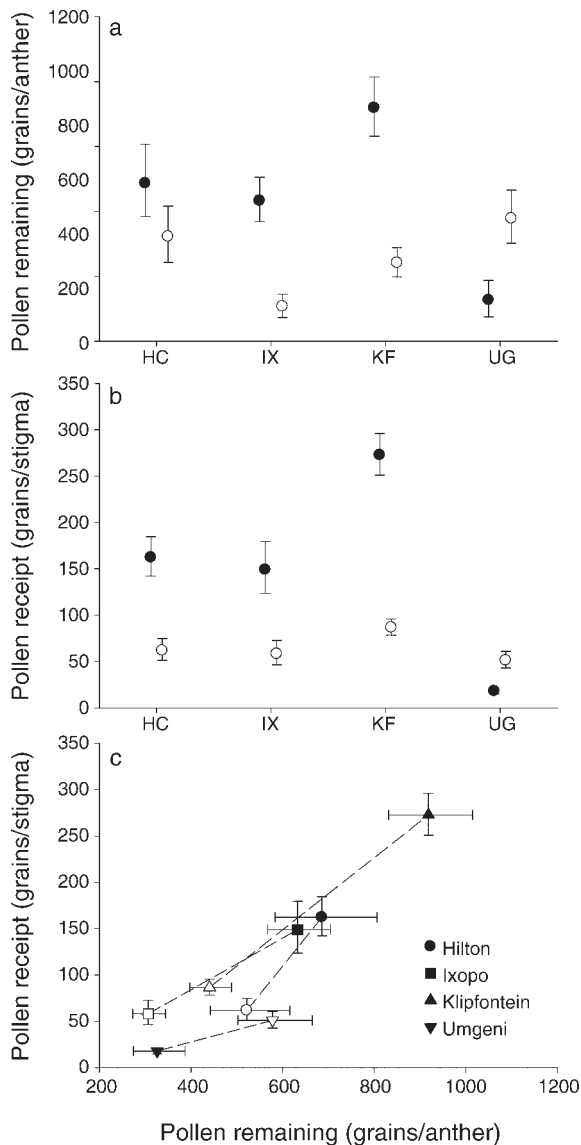 a
Pollen remaining (grains/anther)
1200
1000
800
600
400
200
0
HC IX KF UG
b
Pollen receipt (grains/stigma)
350
300
250
200
150
100
50
0
HC IX KF UG
c
Pollen receipt (grains/stigma)
350
300
250
200
150
100
50
0
Hilton
Ixopo
Klipfontein
Umgeni
200 400 600 800 1000 1200
Pollen remaining (grains/anther)